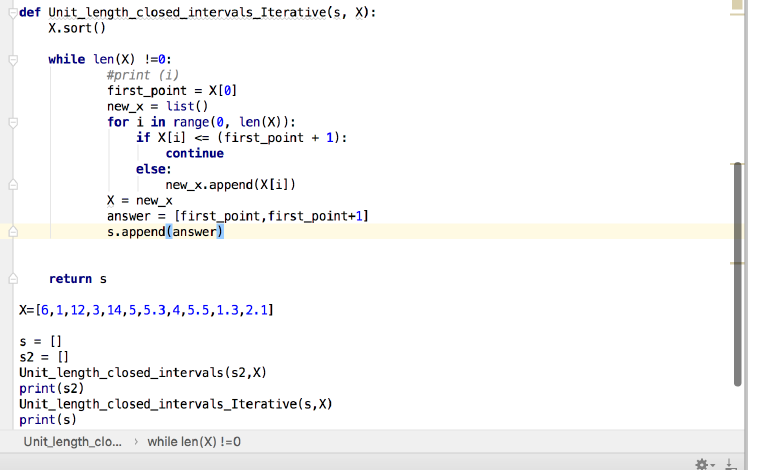 def Unit_length_closed_intervals_Iterative(s, X):
    X.sort()
    while len(X) !=0:
            #print (i)
            first_point = X[0]
            new_x = list()
            for i in range(0, len(X)):
                if X[i] <= (first_point + 1):
                    continue
                else:
                    new_x.append(X[i])
            X = new_x
            answer = [first_point,first_point+1]
            s.append(answer)
    return s
X=[6,1,12,3,14,5,5.3,4,5.5,1.3,2.1]
s = []
s2 = []
Unit_length_closed_intervals(s2,X)
print(s2)
Unit_length_closed_intervals_Iterative(s,X)
print(s)
Unit_length_clo... › while len(X) !=0